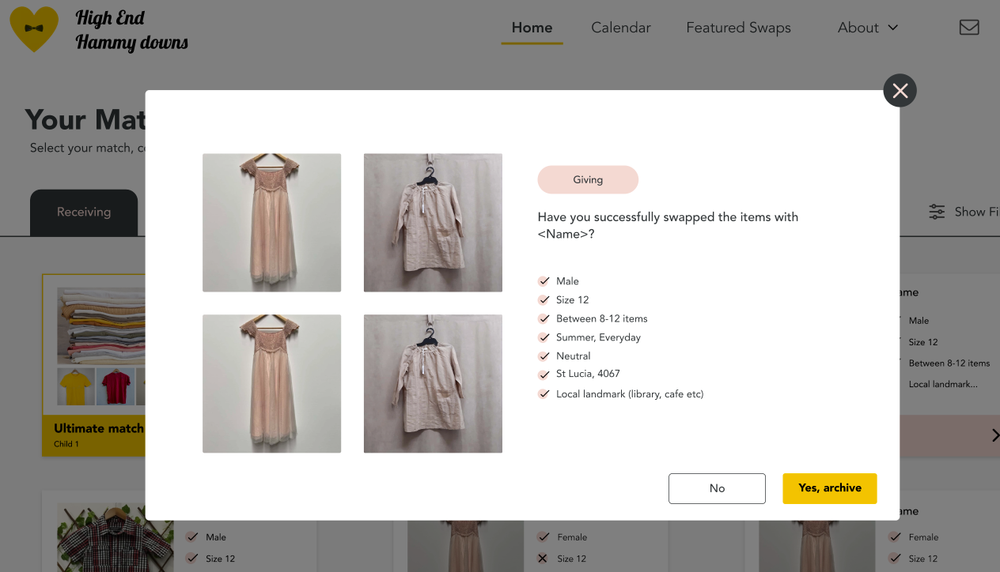 High End
Hammy downs
Home
Calendar
Featured Swaps
About
Your Mat
Select your match, c
Receiving
Show Fi
Giving
Have you successfully swapped the items with
<Name>?
Male
Size 12
Between 8-12 items
Summer, Everyday
Neutral
St Lucia, 4067
Local landmark (library, cafe etc)
No
Yes, archive
Ultimate match
Child 1
ame
Male
Size 12
Between 8-12 items
Local landmark...
Male
Size 12
Female
Size 12
ame
Female
Size 12